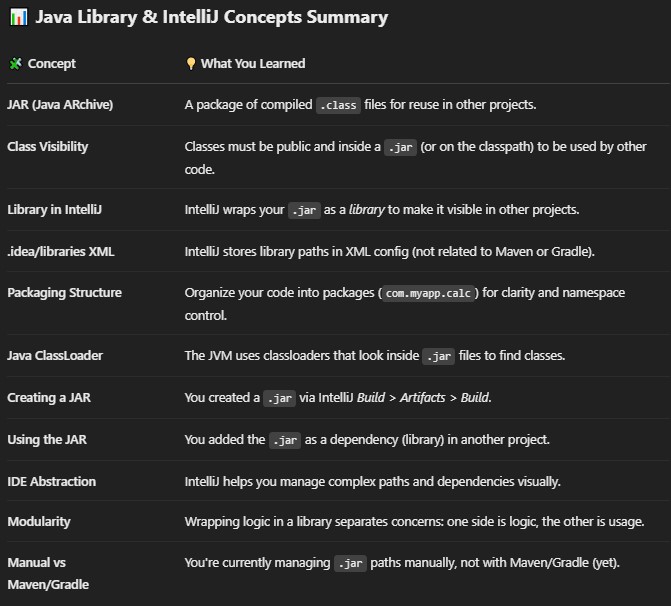 📊 Java Library & IntelliJ Concepts Summary
🧩 Concept 💡 What You Learned
JAR (Java ARchive) A package of compiled .class files for reuse in other projects.
Class Visibility Classes must be public and inside a .jar (or on the classpath) to be used by other
code.
Library in IntelliJ IntelliJ wraps your .jar as a library to make it visible in other projects.
.idea/libraries XML IntelliJ stores library paths in XML config (not related to Maven or Gradle).
Packaging Structure Organize your code into packages (com.myapp.calc) for clarity and namespace
control.
Java ClassLoader The JVM uses classloaders that look inside .jar files to find classes.
Creating a JAR You created a .jar via IntelliJ Build > Artifacts > Build.
Using the JAR You added the .jar as a dependency (library) in another project.
IDE Abstraction IntelliJ helps you manage complex paths and dependencies visually.
Modularity Wrapping logic in a library separates concerns: one side is logic, the other is usage.
Manual vs You're currently managing .jar paths manually, not with Maven/Gradle (yet).
Maven/Gradle